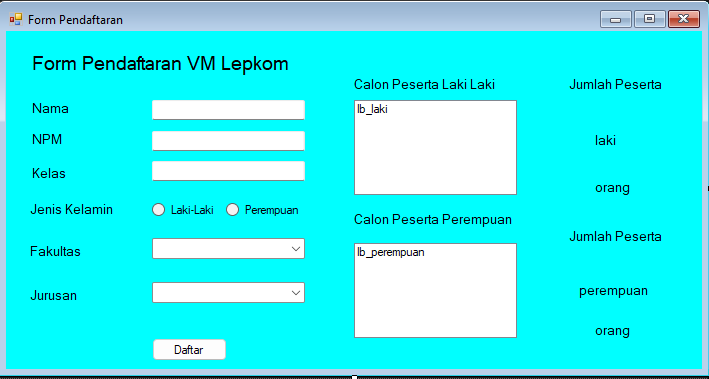 Form Pendaftaran
Form Pendaftaran VM Lepkom
Nama
NPM
Kelas
Jenis Kelamin
Laki-Laki
Perempuan
Fakultas
Jurusan
Daftar
Calon Peserta Laki Laki
lb_laki
Calon Peserta Perempuan
lb_perempuan
Jumlah Peserta
laki
orang
Jumlah Peserta
perempuan
orang